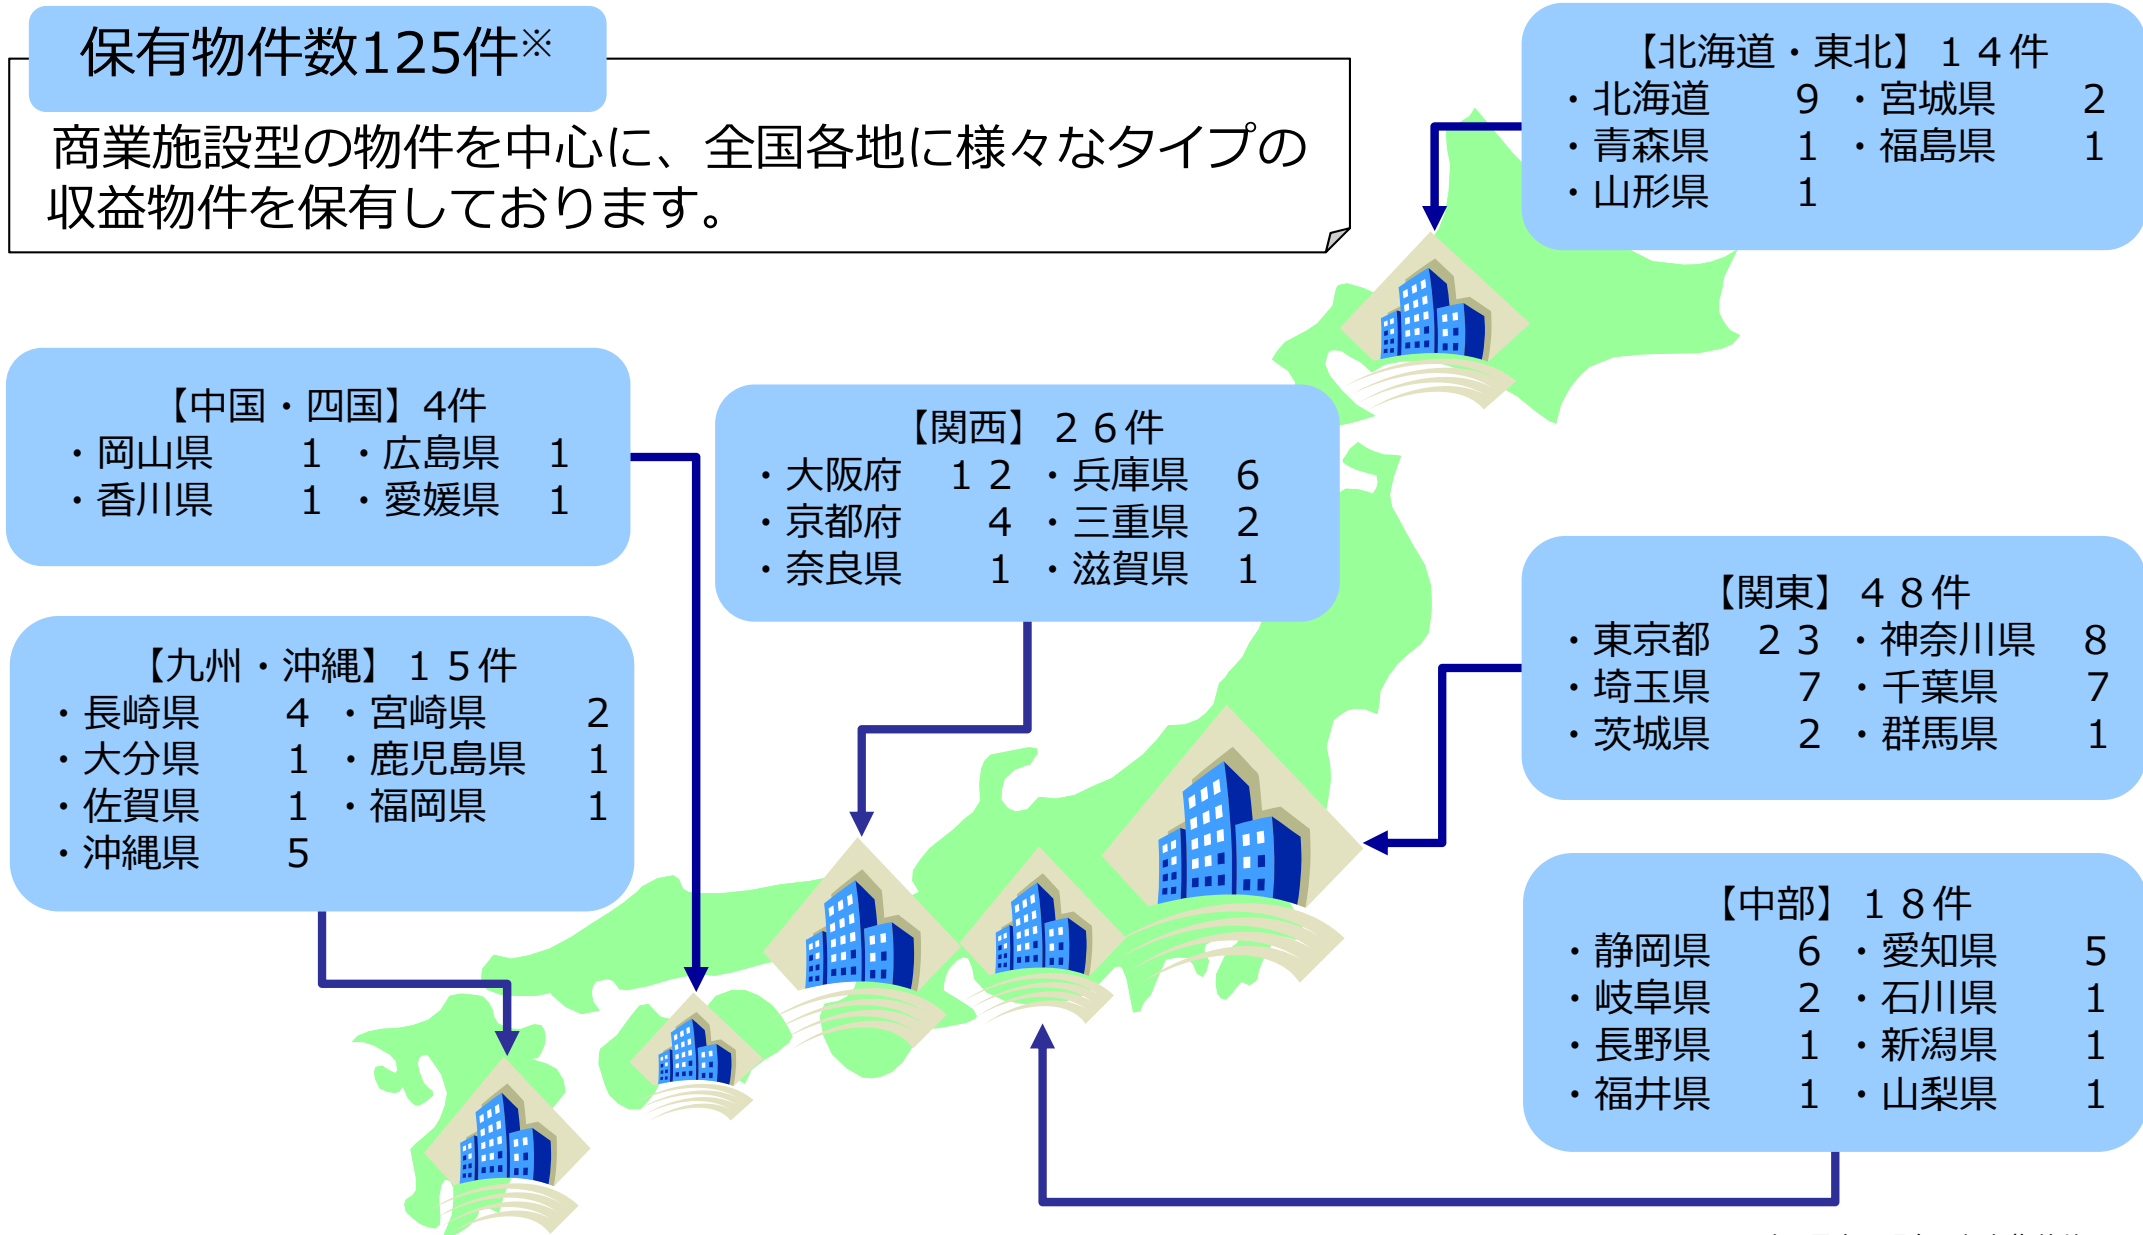 保有物件数125件※
商業施設型の物件を中心に、全国各地に様々なタイプの
収益物件を保有しております。
【北海道・東北】１４件
・北海道　　９　・宮城県　　２
・青森県　　１　・福島県　　１
・山形県　　１
【中国・四国】4件
・岡山県　　１　・広島県　１
・香川県　　１　・愛媛県　１
【関西】２６件
・大阪府　１２　・兵庫県　６
・京都府　　４　・三重県　２
・奈良県　　１　・滋賀県　１
【関東】４８件
・東京都　２３　・神奈川県　８
・埼玉県　　７　・千葉県　　７
・茨城県　　２　・群馬県　　１
【九州・沖縄】１５件
・長崎県　　４　・宮崎県　　２
・大分県　　１　・鹿児島県　１
・佐賀県　　１　・福岡県　　１
・沖縄県　　５
【中部】１８件
・静岡県　　６　・愛知県　　５
・岐阜県　　２　・石川県　　１
・長野県　　１　・新潟県　　１
・福井県　　１　・山梨県　　１